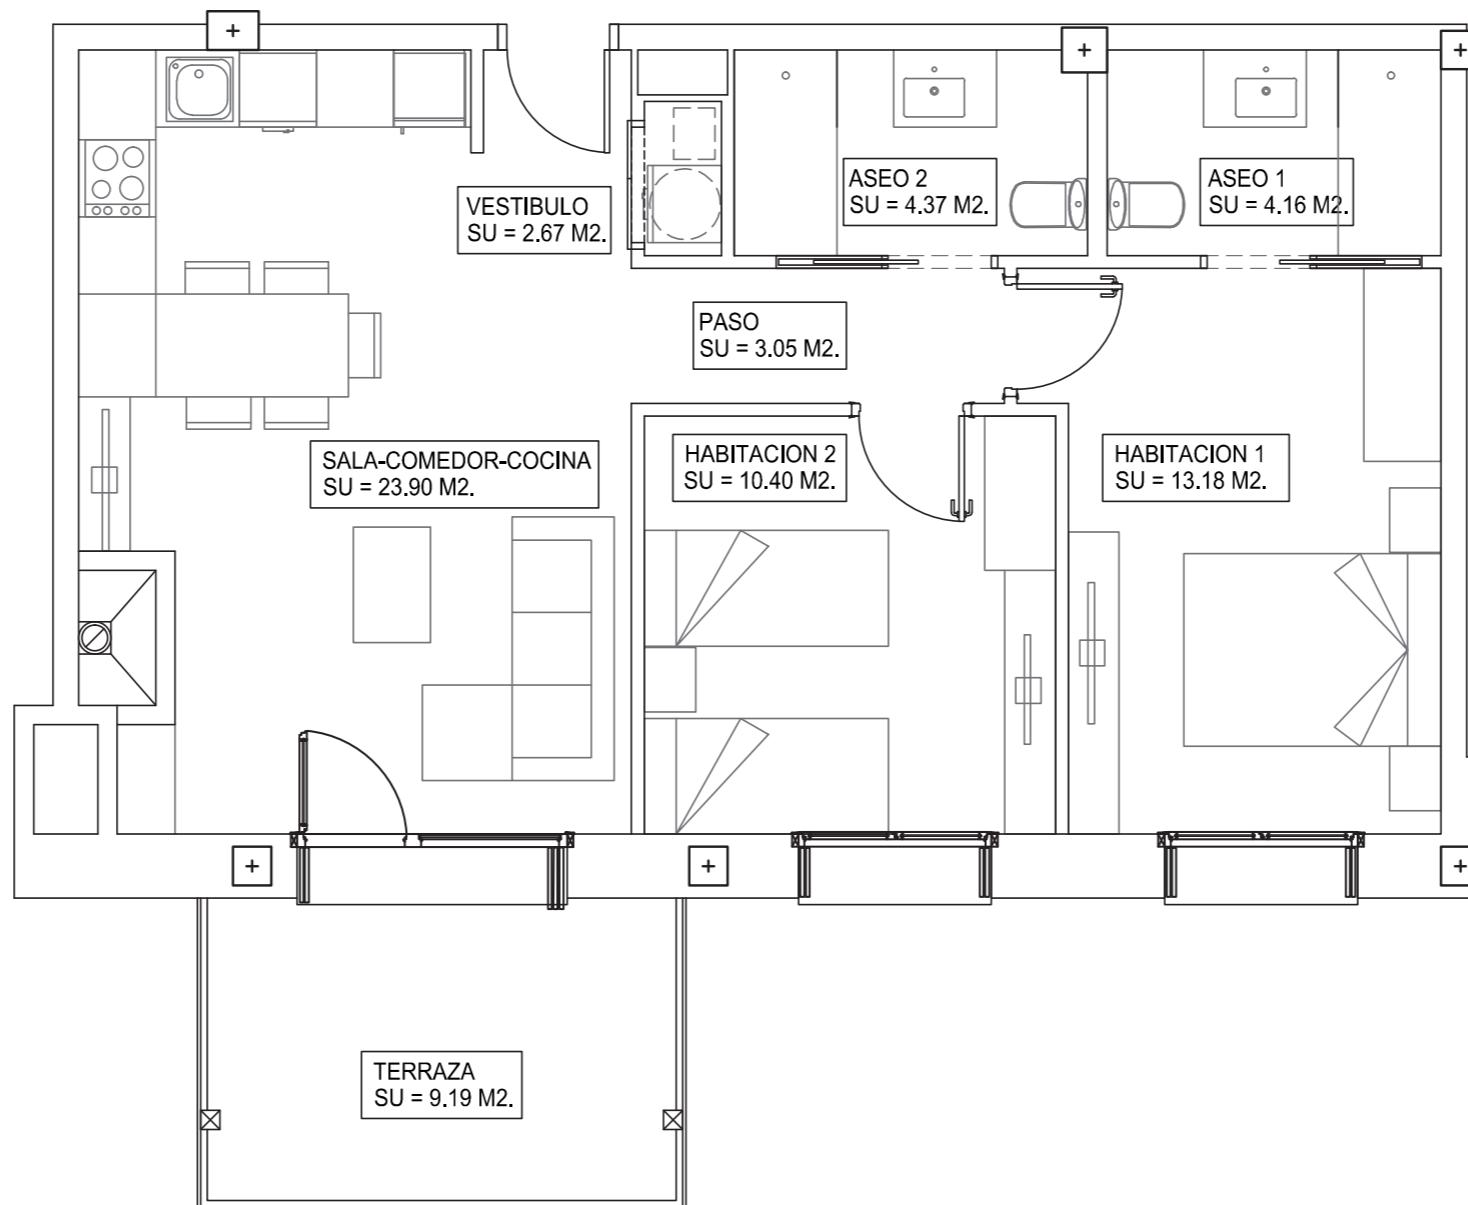 VESTIBULO
SU = 2.67 M2.
ASEO 2
SU = 4.37 M2.
ASEO 1
SU = 4.16 M2.
PASO
SU = 3.05 M2.
SALA-COMEDOR-COCINA
SU = 23.90 M2.
HABITACION 2
SU = 10.40 M2.
HABITACION 1
SU = 13.18 M2.
TERRAZA
SU = 9.19 M2.